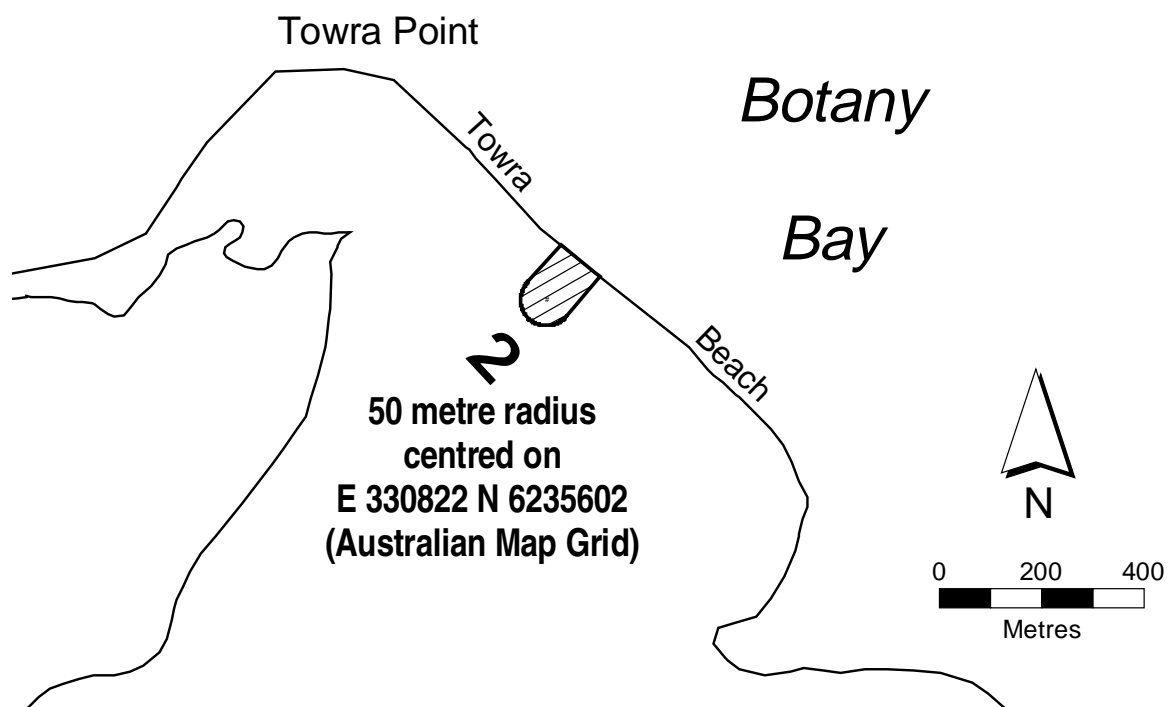 Towra Point
Botany
Towra
Bay
Beach
2
50 metre radius
centred on
E 330822 N 6235602
(Australian Map Grid)
N
0 200 400
Metres